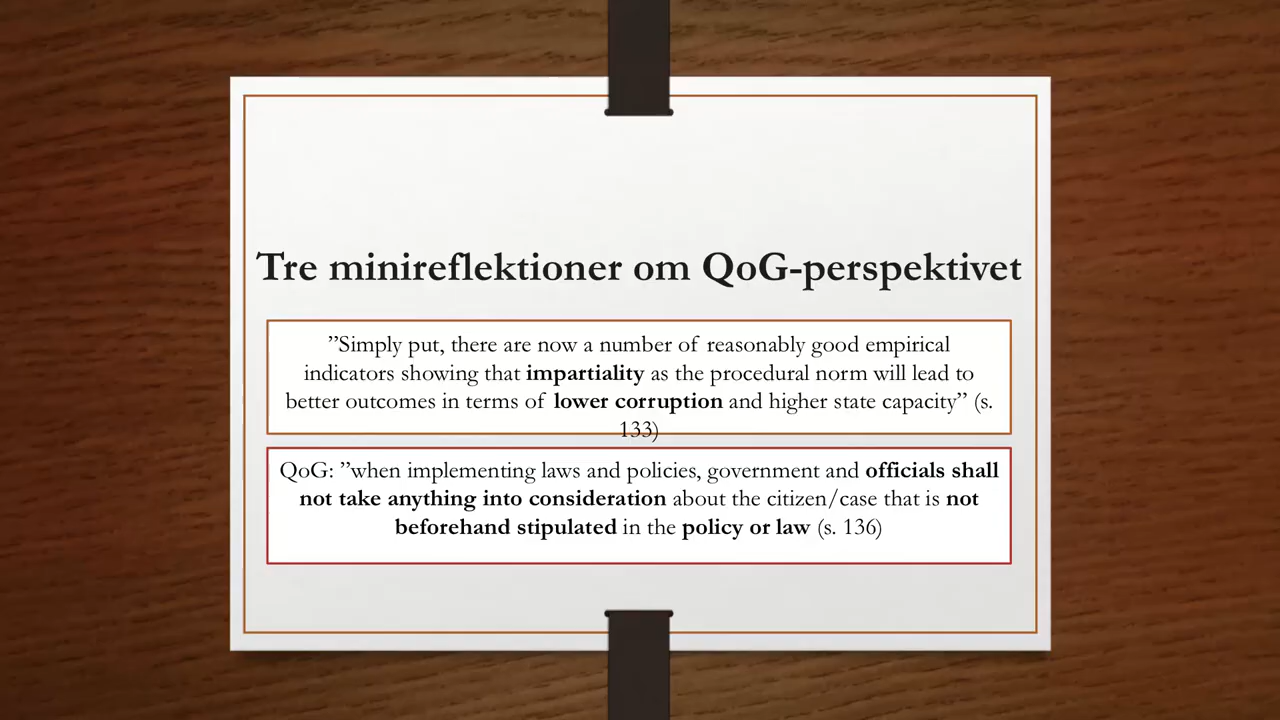 Tre minireflektioner om QoG-perspektivet
”Simply put, there are now a number of reasonably good empirical
indicators showing that impartiality as the procedural norm will lead to
better outcomes in terms of lower corruption and higher state capacity” (s.
133)
QoG: ”when implementing laws and policies, government and officials shall
not take anything into consideration about the citizen/case that is not
beforehand stipulated in the policy or law (s. 136)